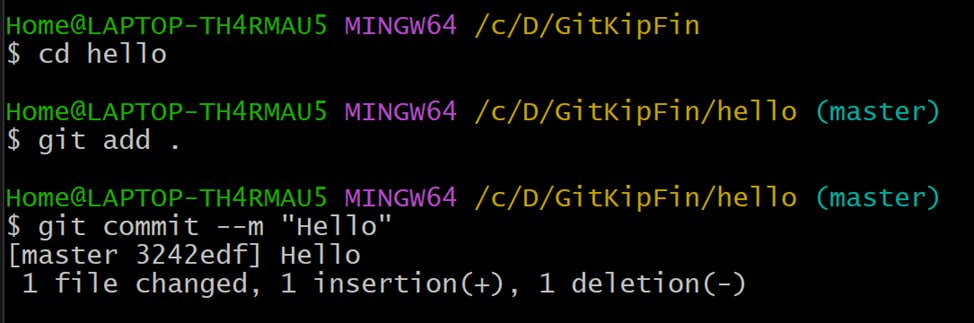 Home@LAPTOP-TH4RMAU5 MINGW64 /c/D/GitKipFin
$ cd hello
Home@LAPTOP-TH4RMAU5 MINGW64 /c/D/GitKipFin/hello (master)
$ git add .
Home@LAPTOP-TH4RMAU5 MINGW64 /c/D/GitKipFin/hello (master)
$ git commit --m "Hello"
[master 3242edf] Hello
 1 file changed, 1 insertion(+), 1 deletion(-)